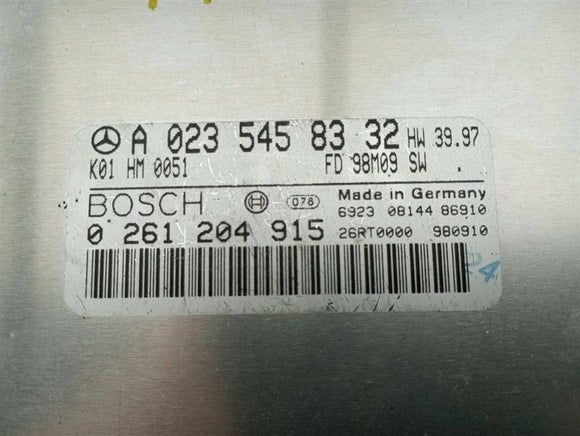 A 023 545 83 32 HW 39.97
K01 HM 0051 FD 98M09 SW .
BOSCH 078 Made in Germany
6923 08144 86910
0 261 204 915 26RT0000 980910